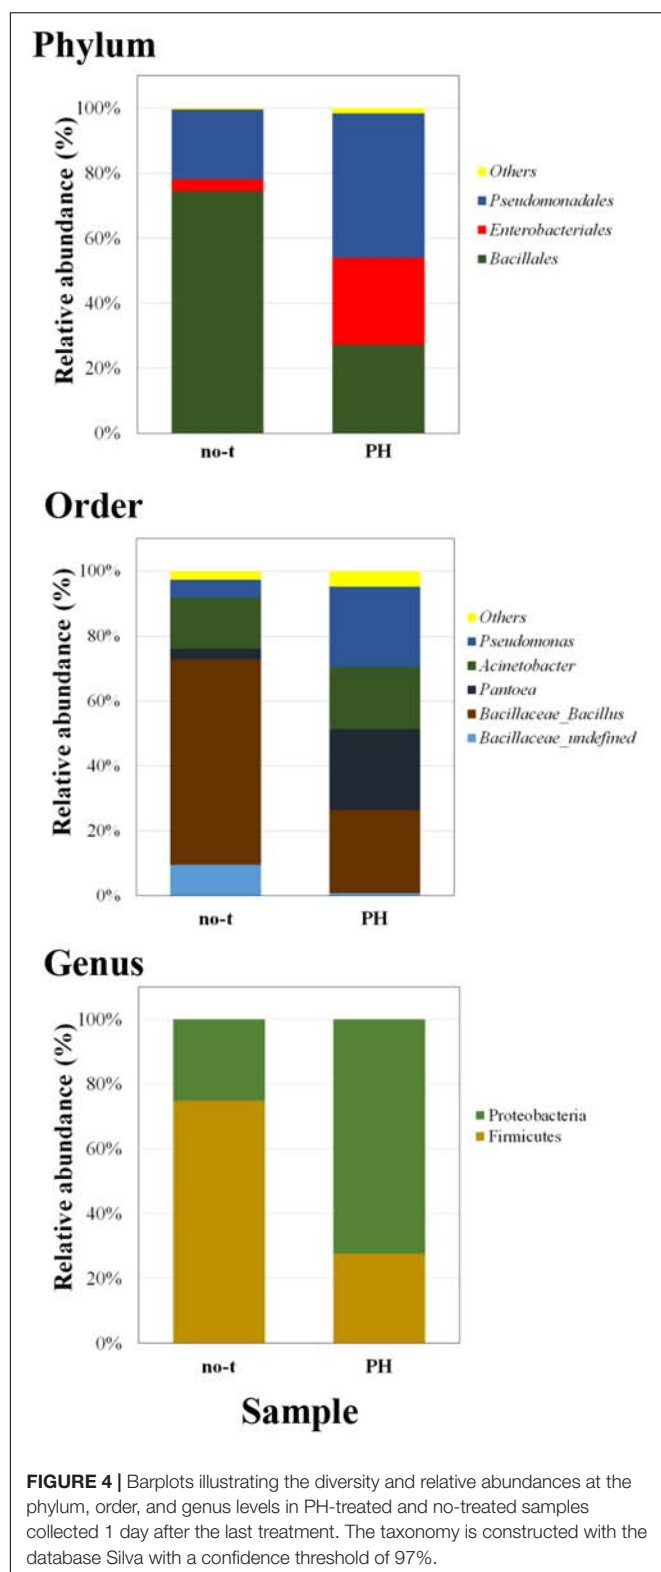 Phylum
Relative abundance (%)
100%
80%
60%
40%
20%
0%
no-t PH
Others
Pseudomonadales
Enterobacteriales
Bacillales
Order
Relative abundance (%)
100%
80%
60%
40%
20%
0%
no-t PH
Others
Pseudomonas
Acinetobacter
Pantoea
Bacillaceae_Bacillus
Bacillaceae_undefined
Genus
Relative abundance (%)
100%
80%
60%
40%
20%
0%
no-t PH
Proteobacteria
Firmicutes
Sample
FIGURE 4 | Barplots illustrating the diversity and relative abundances at the
phylum, order, and genus levels in PH-treated and no-treated samples
collected 1 day after the last treatment. The taxonomy is constructed with the
database Silva with a confidence threshold of 97%.